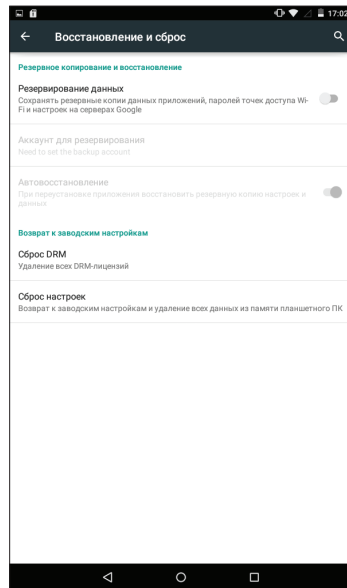 17:02
Восстановление и сброс
Резервное копирование и восстановление
Резервирование данных
Сохранять резервные копии данных приложений, паролей точек доступа Wi-
Fi и настроек на серверах Google
Аккаунт для резервирования
Need to set the backup account
Автовосстановление
При переустановке приложения восстановить резервную копию настроек и
данных
Возврат к заводским настройкам
Сброс DRM
Удаление всех DRM-лицензий
Сброс настроек
Возврат к заводским настройкам и удаление всех данных из памяти планшетного ПК